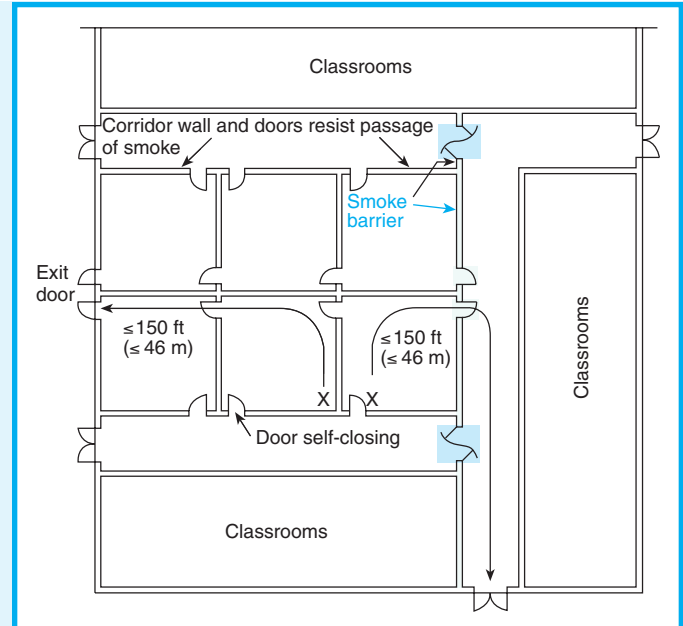 Classrooms
Corridor wall and doors resist passage
of smoke
Smoke
barrier
Exit
door
≤150 ft
(≤ 46 m)
≤150 ft
(≤ 46 m)
Classrooms
X
X
Door self-closing
Classrooms